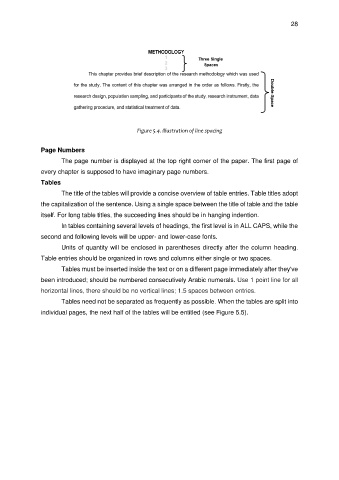 28
METHODOLOGY
Three Single
Spaces
This chapter provides brief description of the research methodology which was used
for the study. The content of this chapter was arranged in the order as follows. Firstly, the
research design, population sampling, and participants of the study, research instrument, data
gathering procedure, and statistical treatment of data.
Double Space
Figure 5.4. Illustration of line spacing
Page Numbers
The page number is displayed at the top right corner of the paper. The first page of
every chapter is supposed to have imaginary page numbers.
Tables
The title of the tables will provide a concise overview of table entries. Table titles adopt
the capitalization of the sentence. Using a single space between the title of table and the table
itself. For long table titles, the succeeding lines should be in hanging indention.
In tables containing several levels of headings, the first level is in ALL CAPS, while the
second and following levels will be upper- and lower-case fonts.
Units of quantity will be enclosed in parentheses directly after the column heading.
Table entries should be organized in rows and columns either single or two spaces.
Tables must be inserted inside the text or on a different page immediately after they've
been introduced, should be numbered consecutively Arabic numerals. Use 1 point line for all
horizontal lines, there should be no vertical lines; 1.5 spaces between entries.
Tables need not be separated as frequently as possible. When the tables are split into
individual pages, the next half of the tables will be entitled (see Figure 5.5).